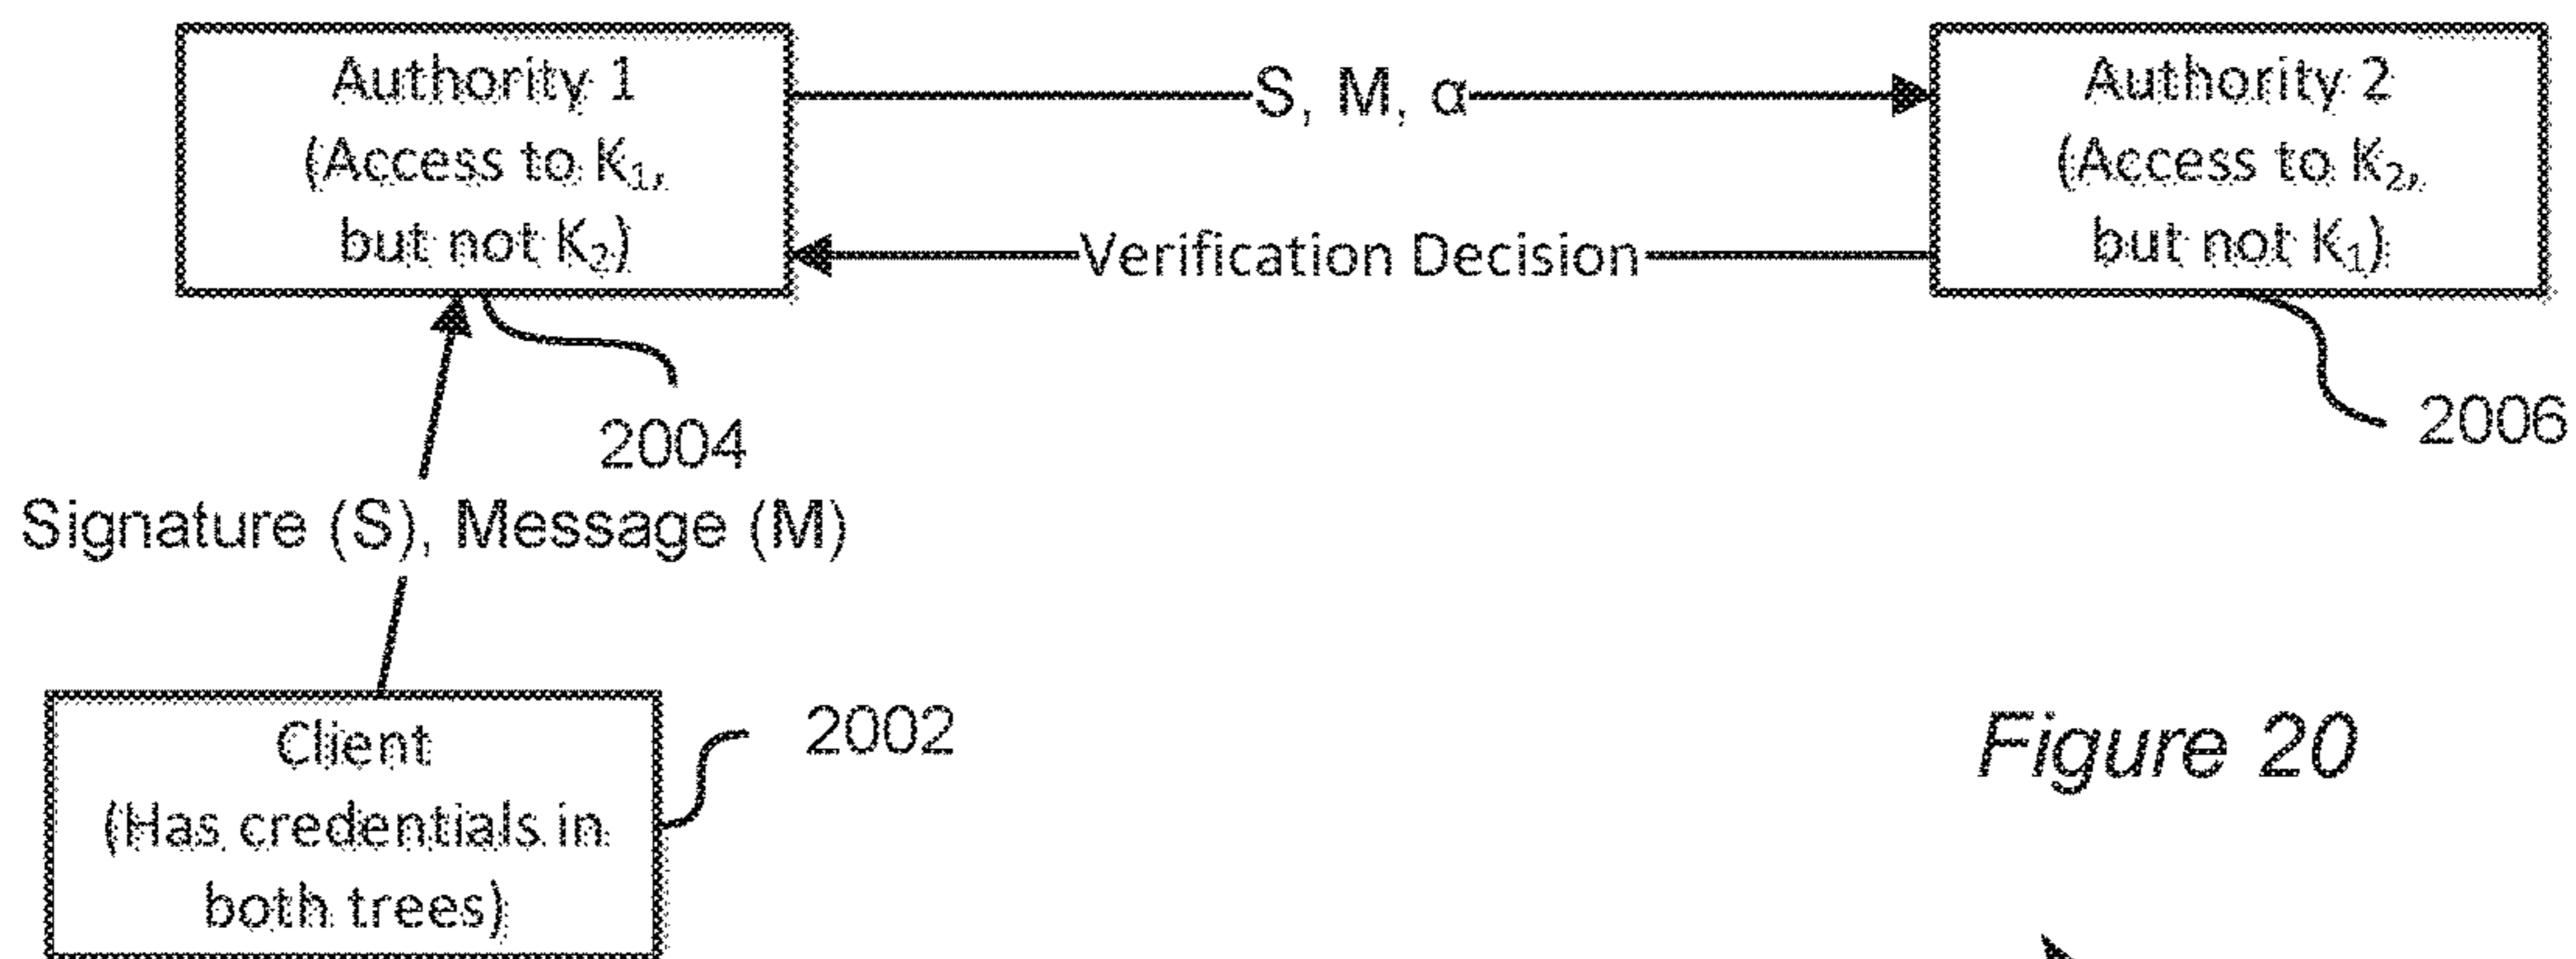 Authority 1
(Access to K₁,
but not K₂)
S, M, α
Verification Decision
Authority 2
(Access to K₂,
but not K₁)
2004
2006
Signature (S), Message (M)
Client
(Has credentials in
both trees)
2002
Figure 20